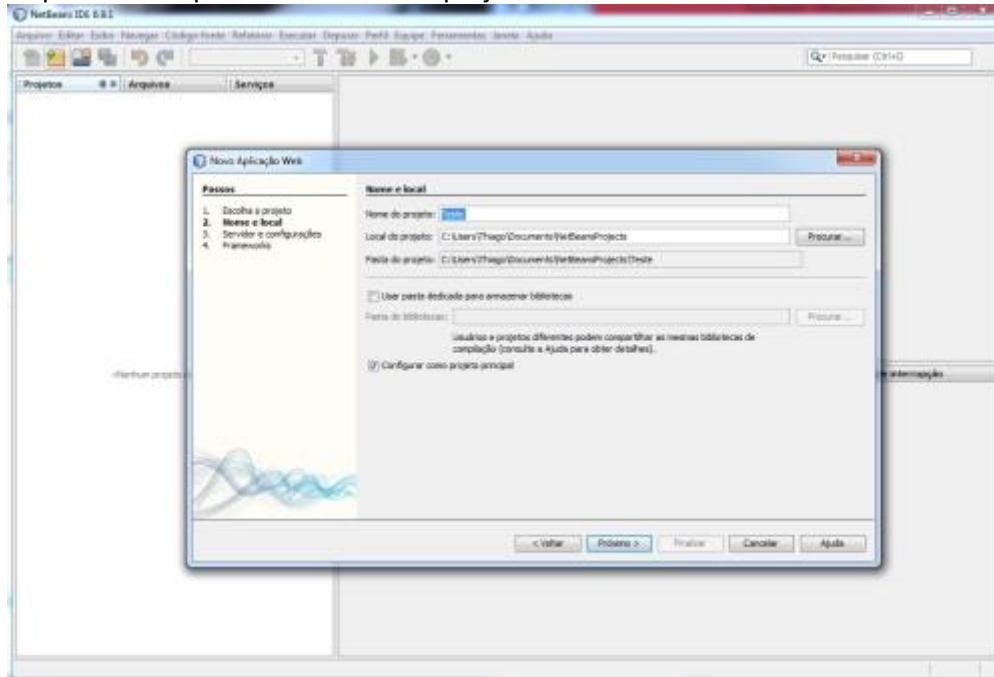 NetBeans IDE 6.9.1
Arquivo Editar Exibir Navegar Código-fonte Refatorar Executar Depurar Perfil Equipe Ferramentas Janela Ajuda
Pesquisar (Ctrl+I)
Projetos Arquivos Serviços
Novo Aplicação Web
Passos
1. Escolha o projeto
2. Nome e local
3. Servidor e configurações
4. Frameworks
Nome e local
Nome do projeto: Teste
Local do projeto: C:\Users\Thiago\Documents\NetBeansProjects Procurar...
Pasta do projeto: C:\Users\Thiago\Documents\NetBeansProjects\Teste
Usar pasta dedicada para armazenar bibliotecas
Pasta de bibliotecas: Procurar...
Usuários e projetos diferentes podem compartilhar as mesmas bibliotecas de
compilação (consulte a Ajuda para obter detalhes).
Configurar como projeto principal
<Nenhum projeto
de interrupção
< Voltar Próximo > Finalizar Cancelar Ajuda